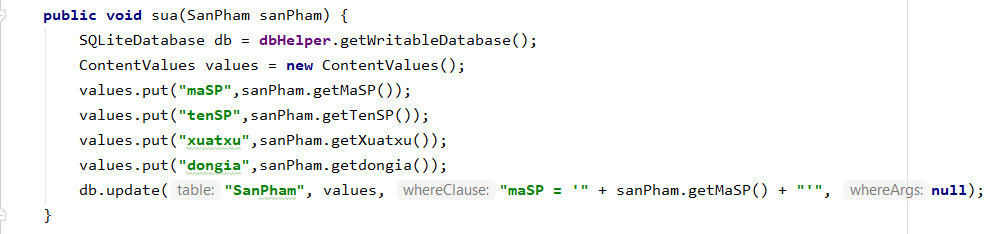 public void sua(SanPham sanPham) {
SQLiteDatabase db = dbHelper.getWritableDatabase();
ContentValues values = new ContentValues();
values.put("maSP",sanPham.getMaSP());
values.put("tenSP",sanPham.getTenSP());
values.put("xuatxu",sanPham.getXuatxu());
values.put("dongia",sanPham.getdongia());
db.update( table: "SanPham", values, whereClause: "maSP = '" + sanPham.getMaSP() + "'", whereArgs: null);
}